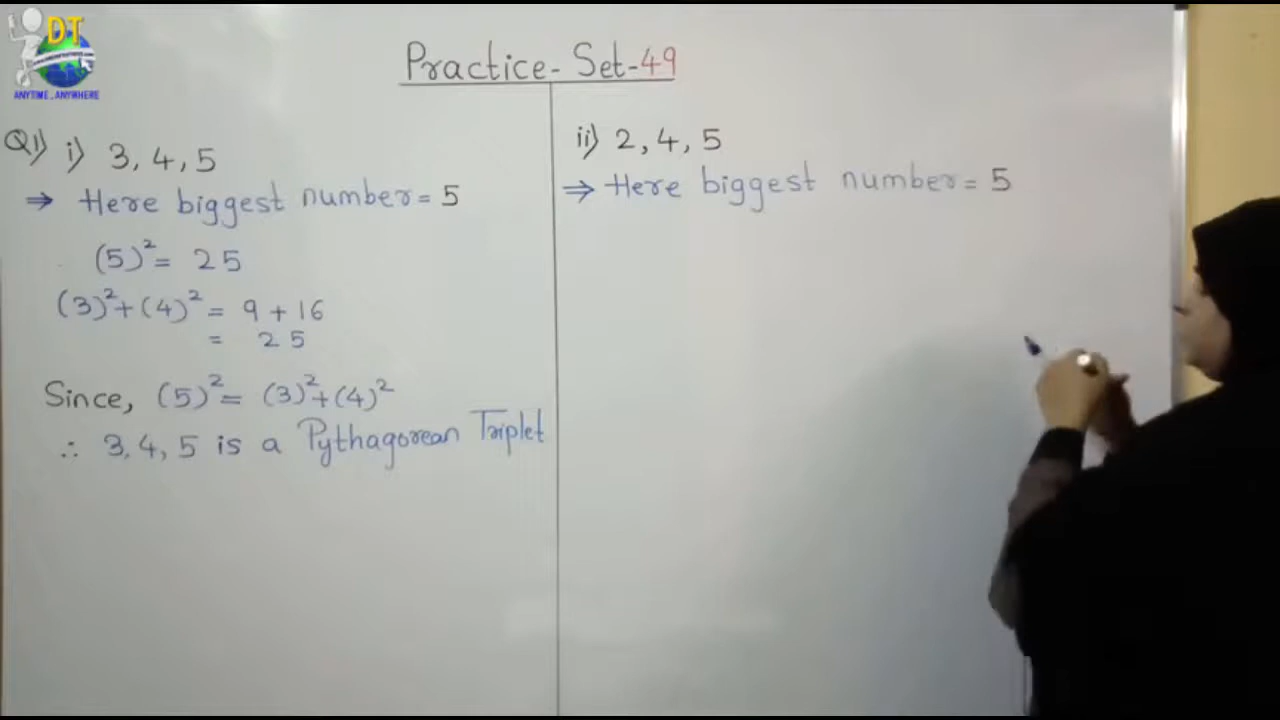 DT
ANYTIME..ANYWHERE
Practice-Set-49
Q1) i) 3, 4, 5
⇒ Here biggest number = 5
(5)² = 25
(3)² + (4)² = 9 + 16
= 25
Since, (5)² = (3)² + (4)²
∴ 3, 4, 5 is a Pythagorean Triplet
ii) 2, 4, 5
⇒ Here biggest number = 5